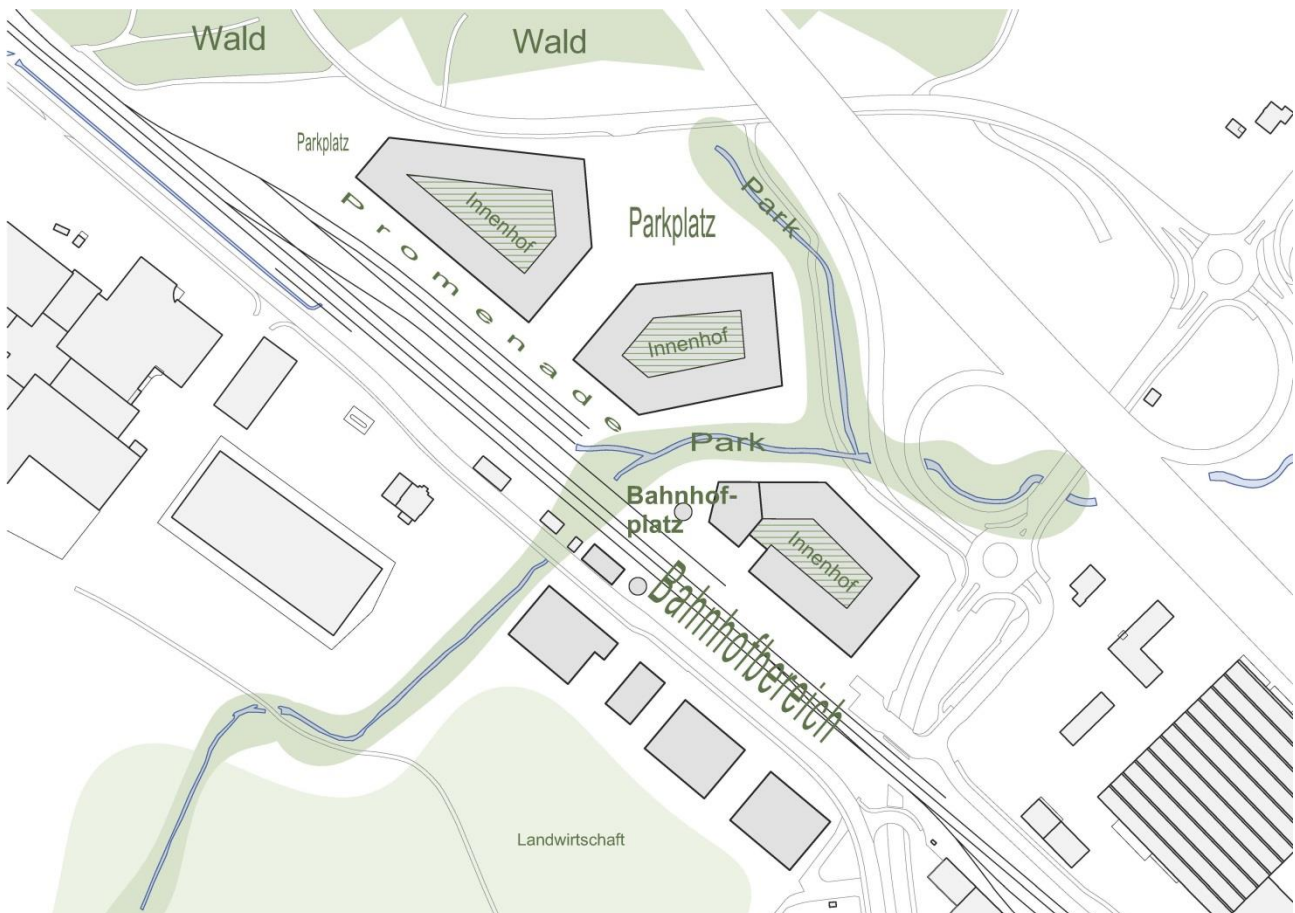 Wald
Wald
Parkplatz
Innenhof
Park
Parkplatz
Promenade
Innenhof
Park
Bahnhof-
platz
Innenhof
Bahnhofbereich
Landwirtschaft